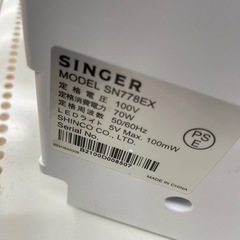 SINGER
MODEL SN778EX
定格電圧 100V
定格消費電力 70W
定格周波数 50/60Hz
LEDライト 5V Max. 100mW
SHINCO CO., LTD.
Serial No.
B2100D008507
MADE IN CHINA
PS
E